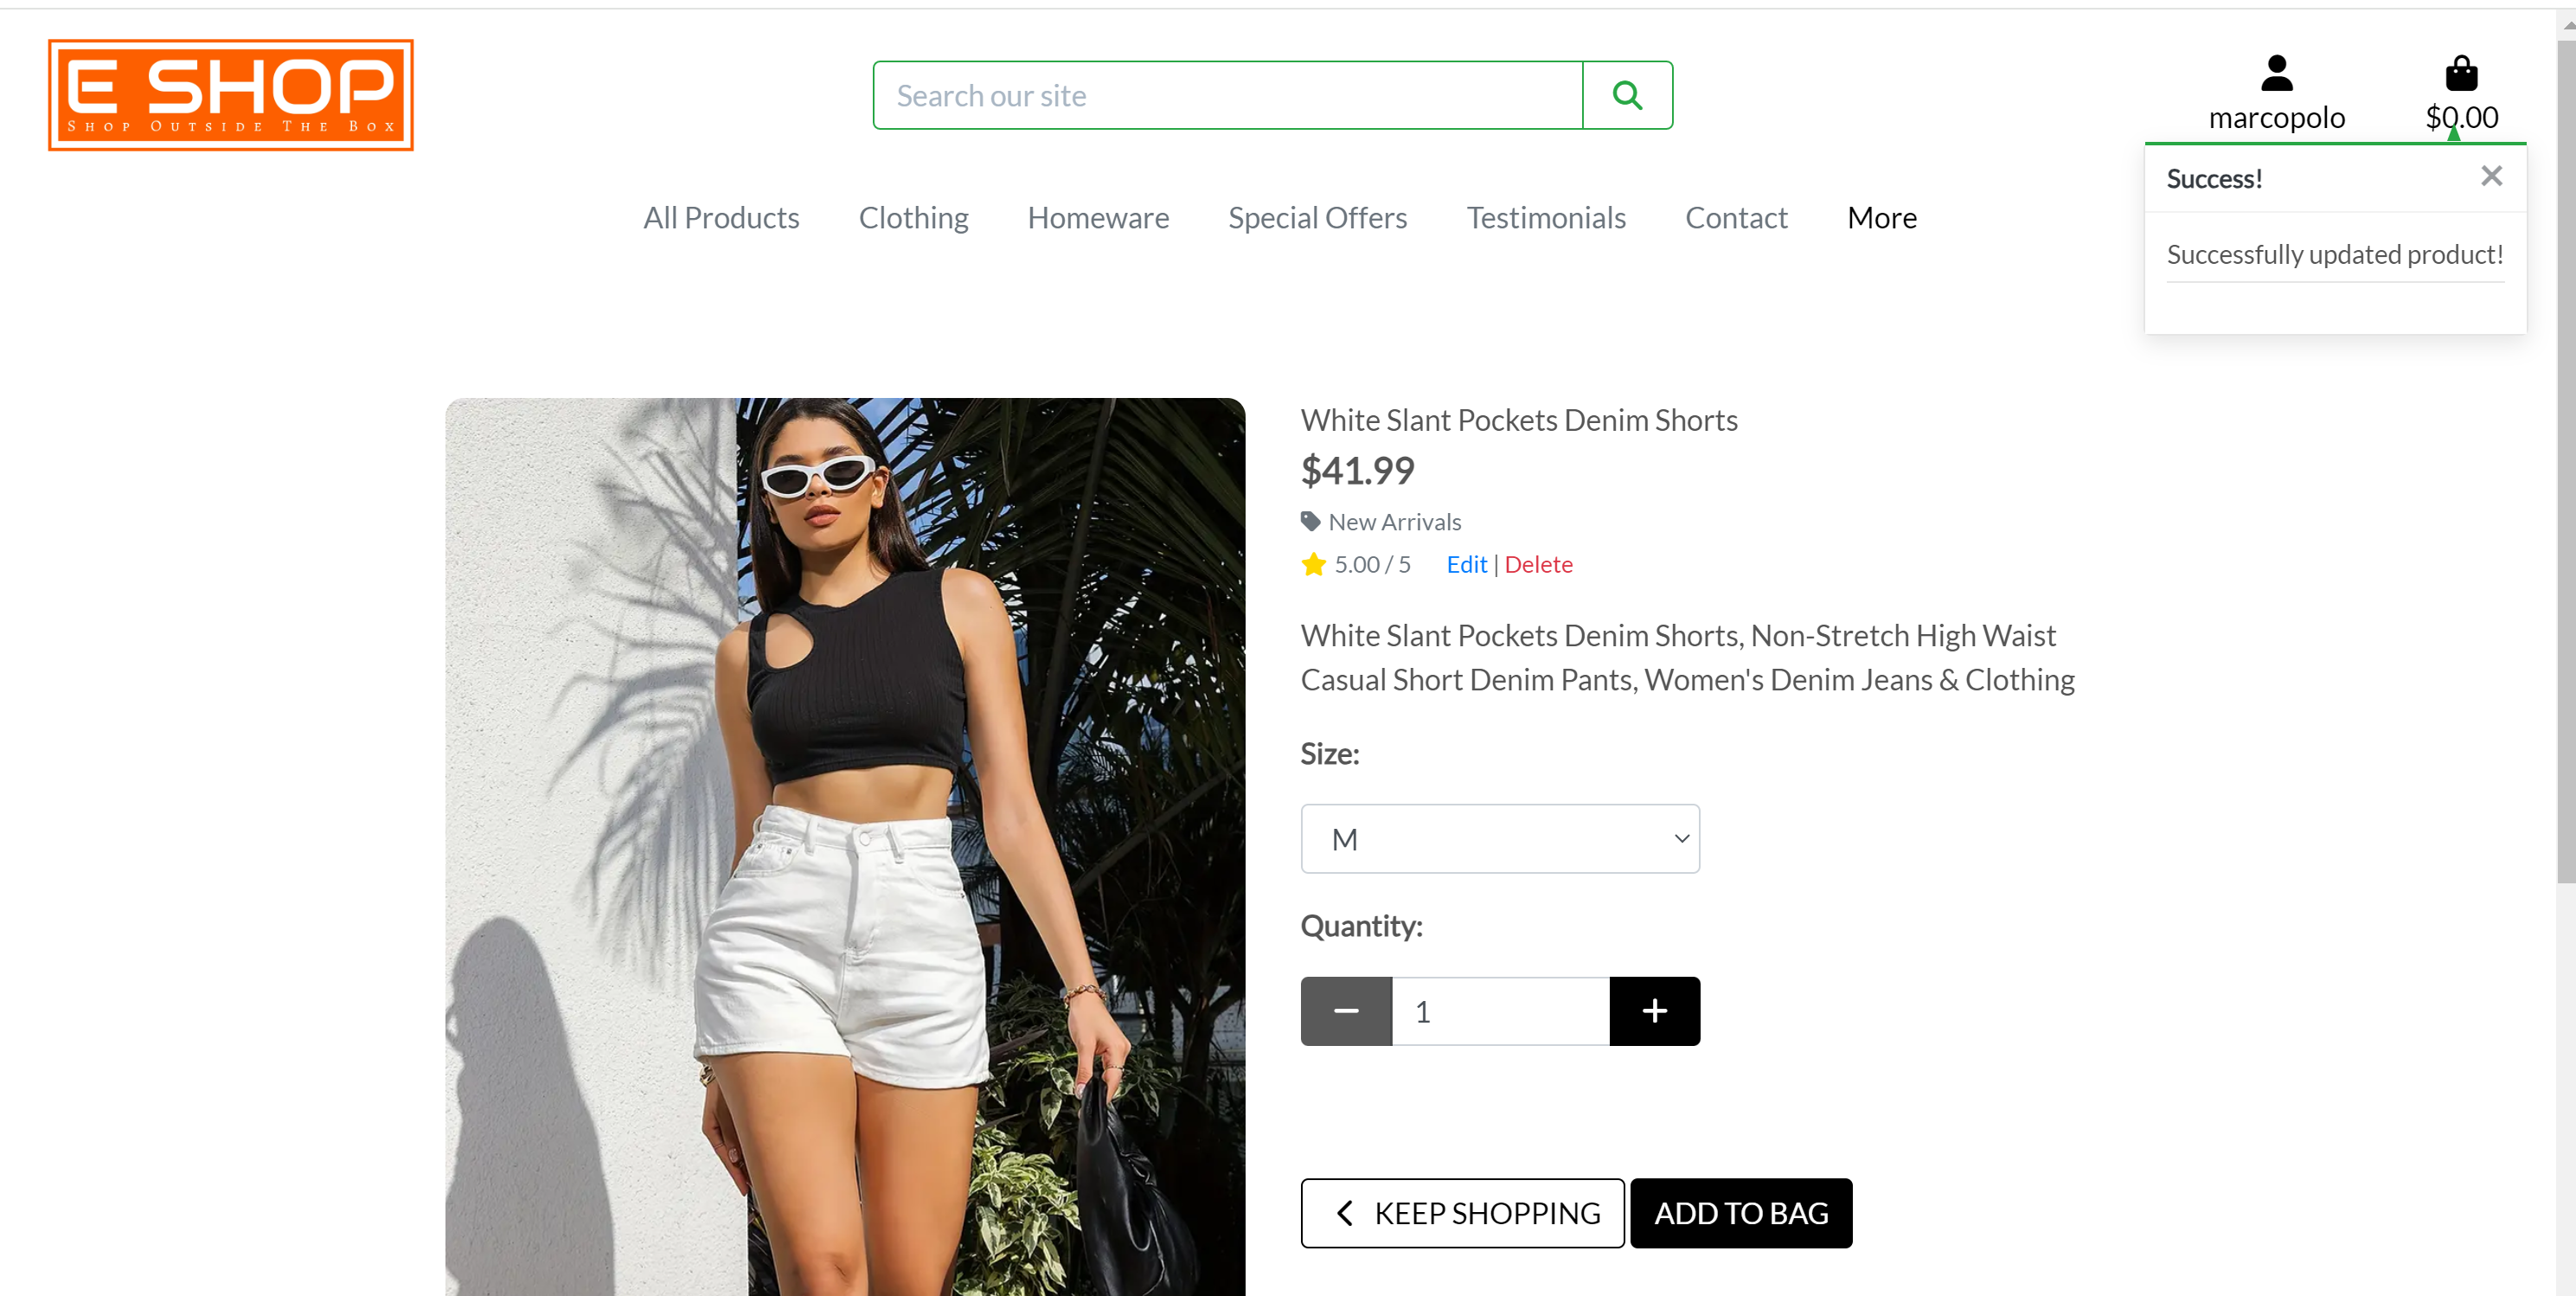 E SHOP
Shop Outside The Box
Search our site
marcopolo
$0.00
All Products
Clothing
Homeware
Special Offers
Testimonials
Contact
More
Success!
Successfully updated product!
White Slant Pockets Denim Shorts
$41.99
New Arrivals
5.00 / 5 Edit | Delete
White Slant Pockets Denim Shorts, Non-Stretch High Waist
Casual Short Denim Pants, Women's Denim Jeans & Clothing
Size:
M
Quantity:
1
KEEP SHOPPING
ADD TO BAG